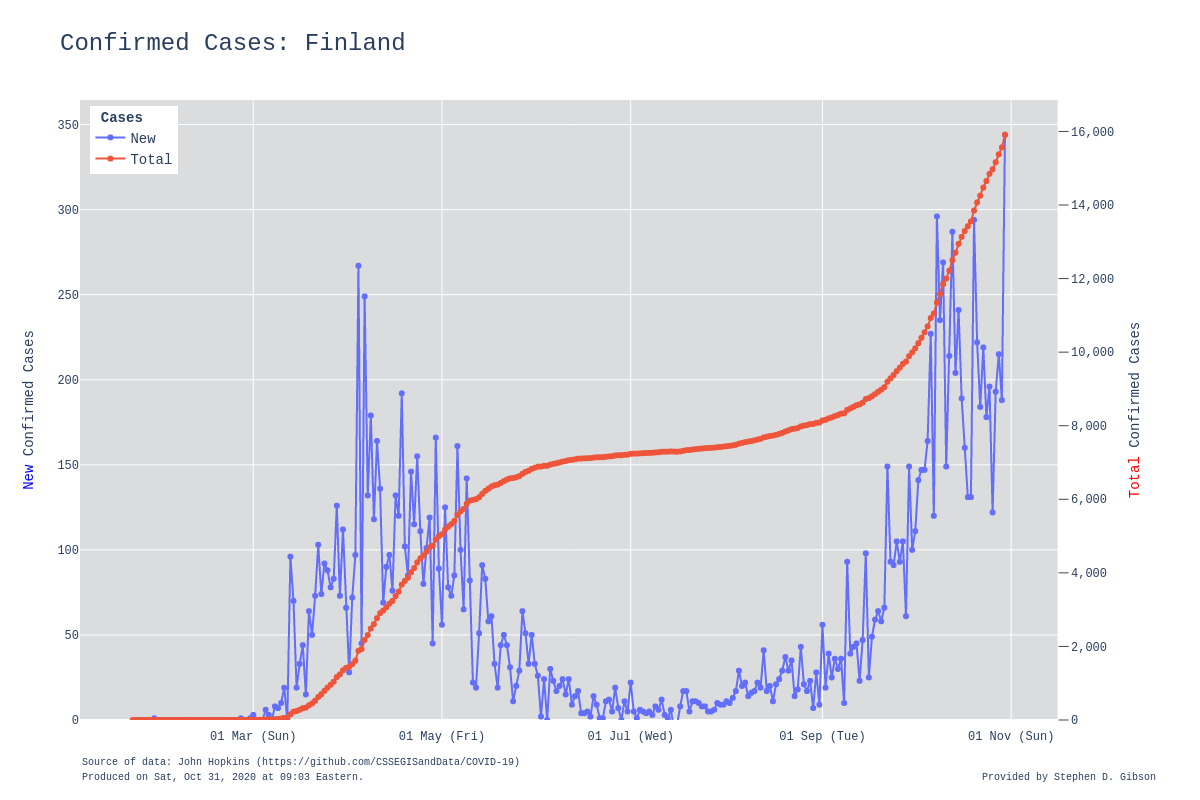 Confirmed Cases: Finland
Cases
New
Total
350
300
250
200
150
100
50
0
New Confirmed Cases
16,000
14,000
12,000
10,000
8,000
6,000
4,000
2,000
0
Total Confirmed Cases
01 Mar (Sun) 01 May (Fri) 01 Jul (Wed) 01 Sep (Tue) 01 Nov (Sun)
Source of data: John Hopkins (https://github.com/CSSEGISandData/COVID-19)
Produced on Sat, Oct 31, 2020 at 09:03 Eastern.
Provided by Stephen D. Gibson